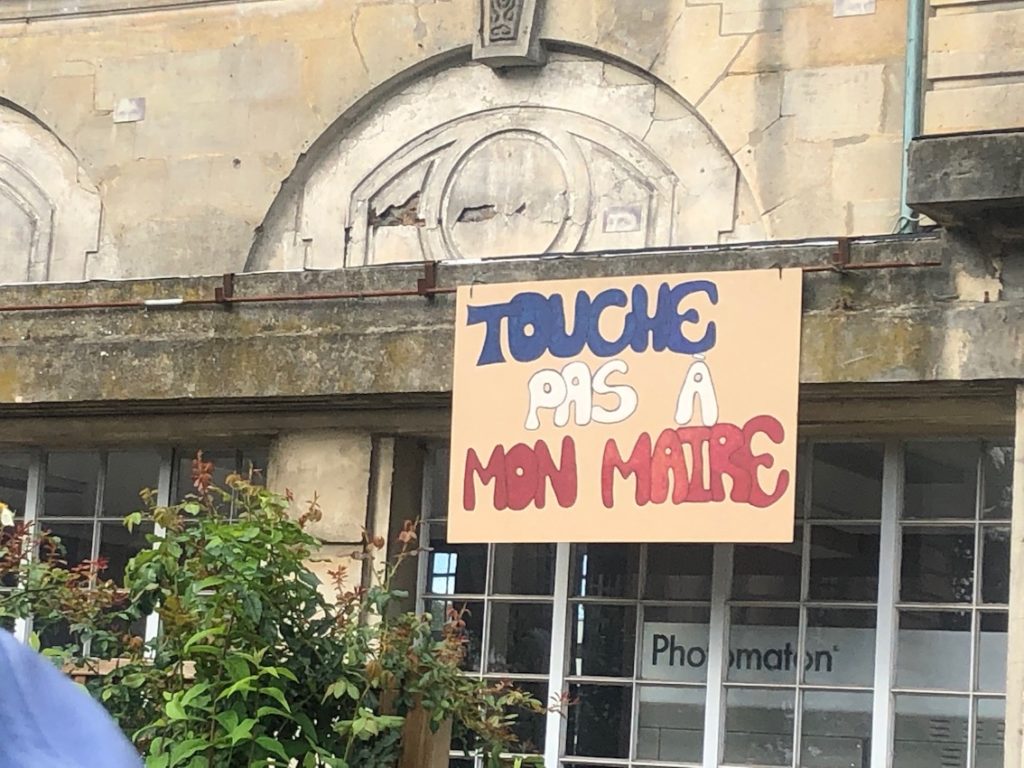 TOUCHE
PAS À
MON MAIRE
Photomaton